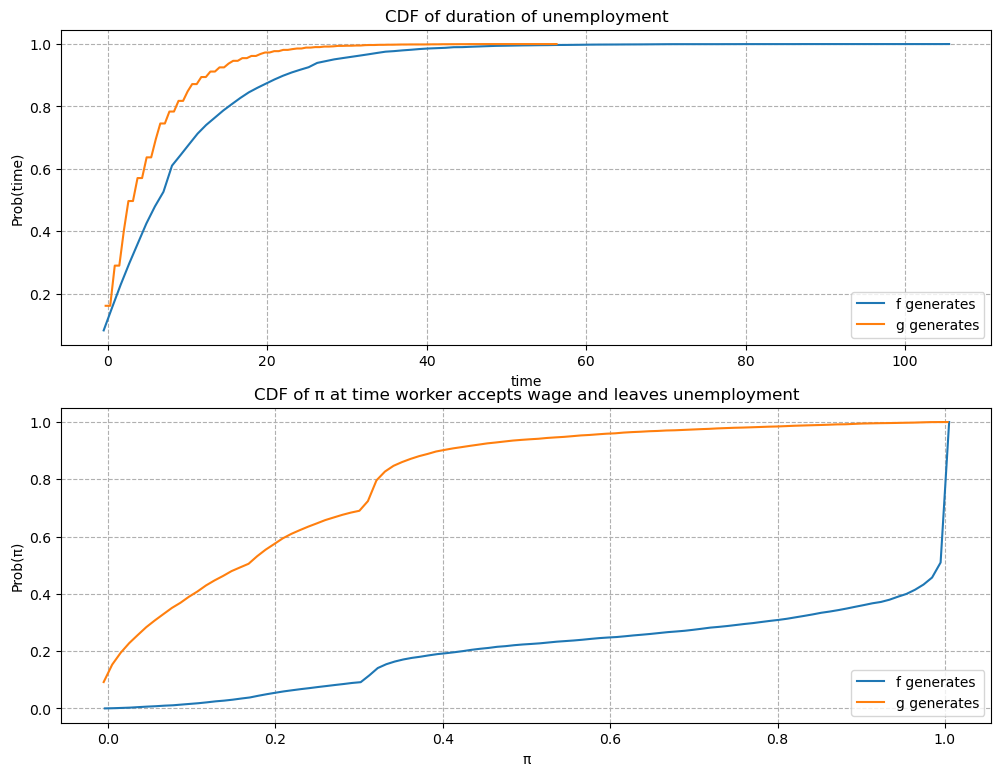 CDF of duration of unemployment
1.0
0.8
0.6
0.4
0.2
Prob(time)
f generates
g generates
0 20 40 60 80 100
time
CDF of π at time worker accepts wage and leaves unemployment
1.0
0.8
0.6
0.4
0.2
0.0
Prob(π)
f generates
g generates
0.0 0.2 0.4 0.6 0.8 1.0
π